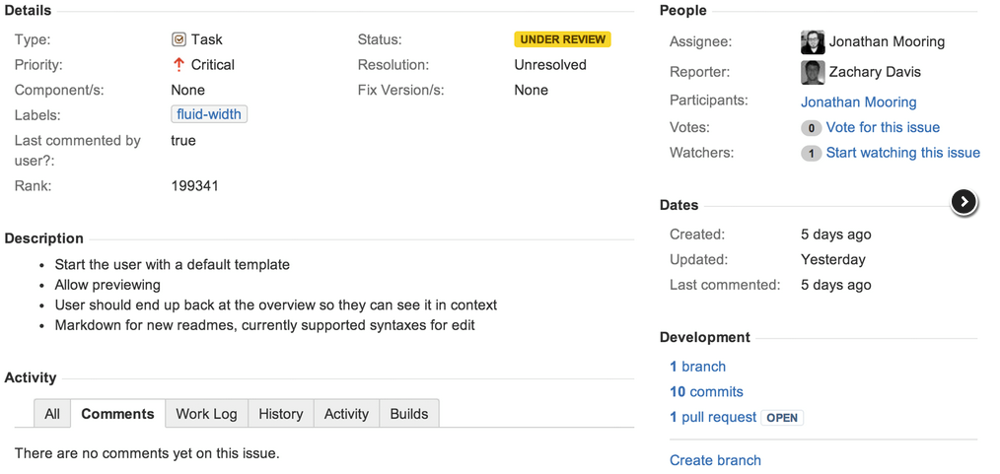 Details
Type: Task
Status: UNDER REVIEW
Priority: Critical
Resolution: Unresolved
Component/s: None
Fix Version/s: None
Labels: fluid-width
Last commented by user?: true
Rank: 199341
Description
Start the user with a default template
Allow previewing
User should end up back at the overview so they can see it in context
Markdown for new readmes, currently supported syntaxes for edit
Activity
All Comments Work Log History Activity Builds
There are no comments yet on this issue.
People
Assignee: Jonathan Mooring
Reporter: Zachary Davis
Participants: Jonathan Mooring
Votes: 0 Vote for this issue
Watchers: 1 Start watching this issue
Dates
Created: 5 days ago
Updated: Yesterday
Last commented: 5 days ago
Development
1 branch
10 commits
1 pull request OPEN
Create branch